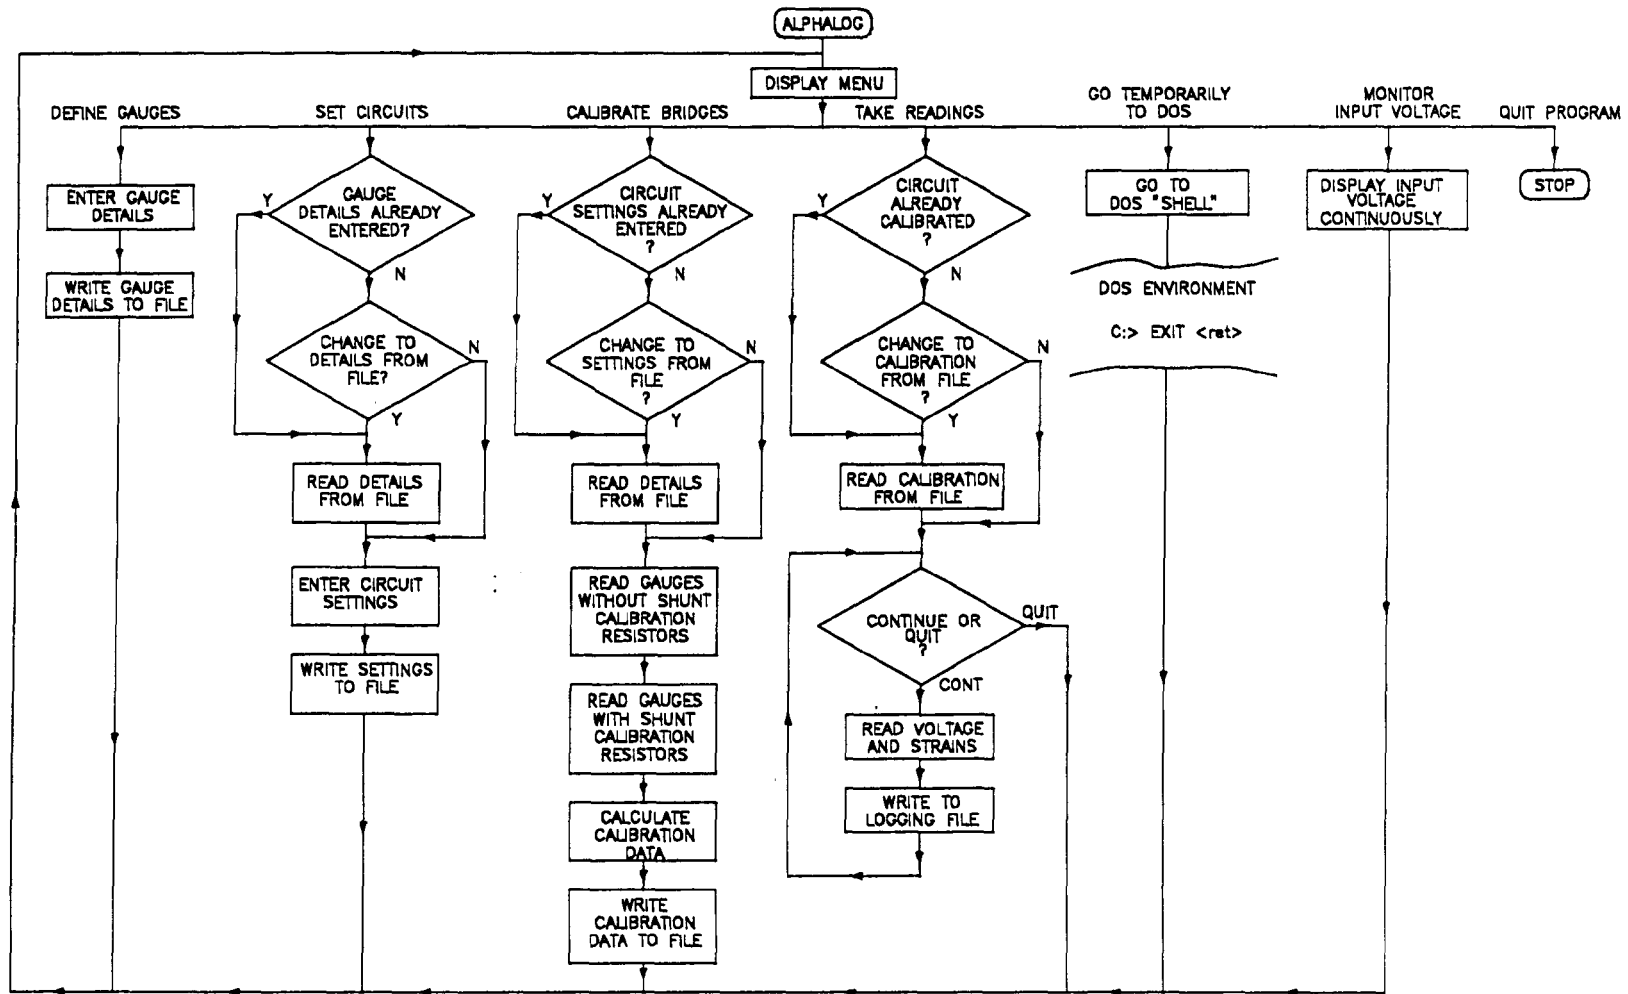 ALPHALOG
DISPLAY MENU
DEFINE GAUGES
SET CIRCUITS
CALIBRATE BRIDGES
TAKE READINGS
GO TEMPORARILY
TO DOS
MONITOR
INPUT VOLTAGE
QUIT PROGRAM
ENTER GAUGE
DETAILS
WRITE GAUGE
DETAILS TO FILE
Y
GAUGE
DETAILS ALREADY
ENTERED?
N
CHANGE TO
DETAILS FROM
FILE?
N
Y
READ DETAILS
FROM FILE
ENTER CIRCUIT
SETTINGS
WRITE SETTINGS
TO FILE
Y
CIRCUIT
SETTINGS ALREADY
ENTERED
?
N
CHANGE TO
SETTINGS FROM
FILE
?
N
Y
READ DETAILS
FROM FILE
READ GAUGES
WITHOUT SHUNT
CALIBRATION
RESISTORS
READ GAUGES
WITH SHUNT
CALIBRATION
RESISTORS
CALCULATE
CALIBRATION
DATA
WRITE
CALIBRATION
DATA TO FILE
Y
CIRCUIT
ALREADY
CALIBRATED
?
N
CHANGE TO
CALIBRATION
FROM FILE
?
N
Y
READ CALIBRATION
FROM FILE
CONTINUE OR
QUIT
?
QUIT
CONT
READ VOLTAGE
AND STRAINS
WRITE TO
LOGGING FILE
GO TO
DOS "SHELL"
DOS ENVIRONMENT
C:> EXIT <ret>
DISPLAY INPUT
VOLTAGE
CONTINUOUSLY
STOP